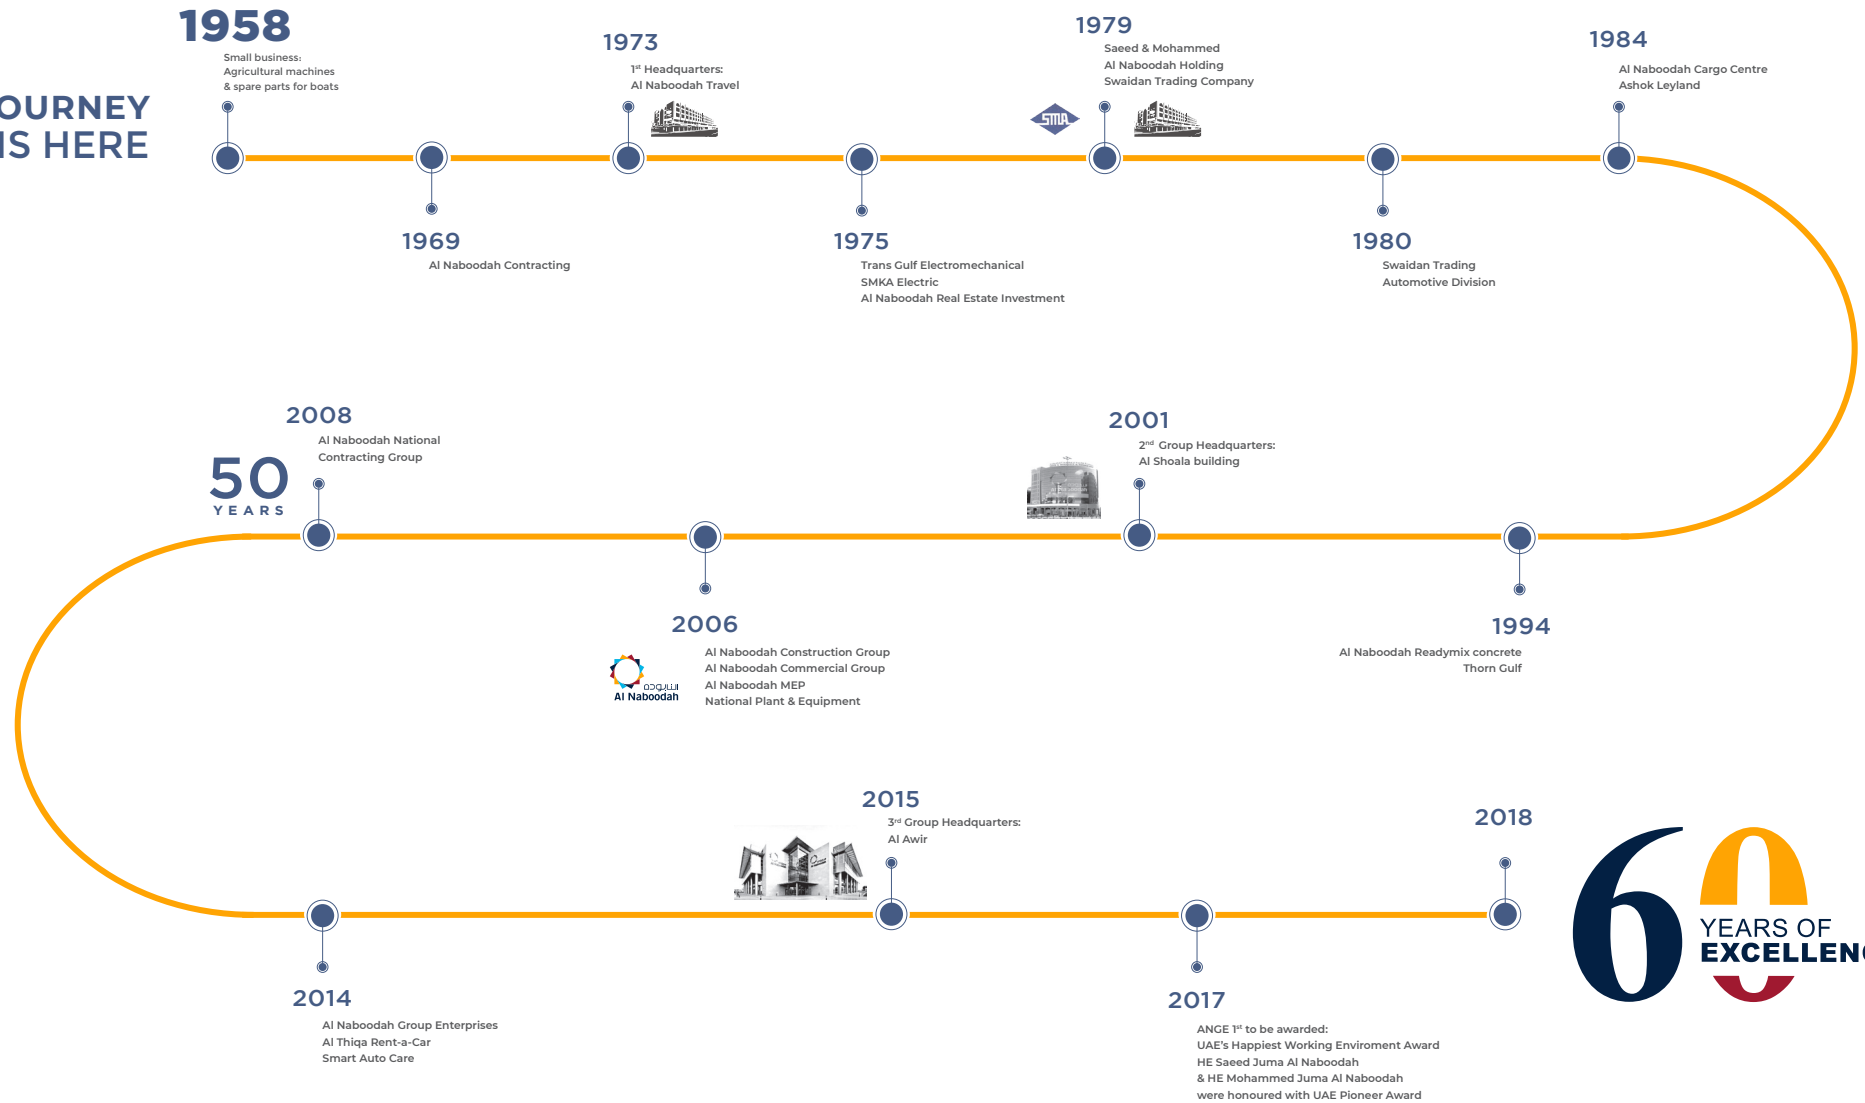 OURNEY
IS HERE
1958
Small business:
Agricultural machines
& spare parts for boats
1969
Al Naboodah Contracting
1973
1st Headquarters:
Al Naboodah Travel
1975
Trans Gulf Electromechanical
SMKA Electric
Al Naboodah Real Estate Investment
1979
Saeed & Mohammed
Al Naboodah Holding
Swaidan Trading Company
SMA
1980
Swaidan Trading
Automotive Division
1984
Al Naboodah Cargo Centre
Ashok Leyland
1994
Al Naboodah Readymix concrete
Thorn Gulf
2001
2nd Group Headquarters:
Al Shoala building
2006
Al Naboodah Construction Group
Al Naboodah Commercial Group
Al Naboodah MEP
National Plant & Equipment
النابوده
Al Naboodah
2008
Al Naboodah National
Contracting Group
50
YEARS
2014
Al Naboodah Group Enterprises
Al Thiqa Rent-a-Car
Smart Auto Care
2015
3rd Group Headquarters:
Al Awir
2017
ANGE 1st to be awarded:
UAE's Happiest Working Enviroment Award
HE Saeed Juma Al Naboodah
& HE Mohammed Juma Al Naboodah
were honoured with UAE Pioneer Award
2018
60
YEARS OF
EXCELLENC